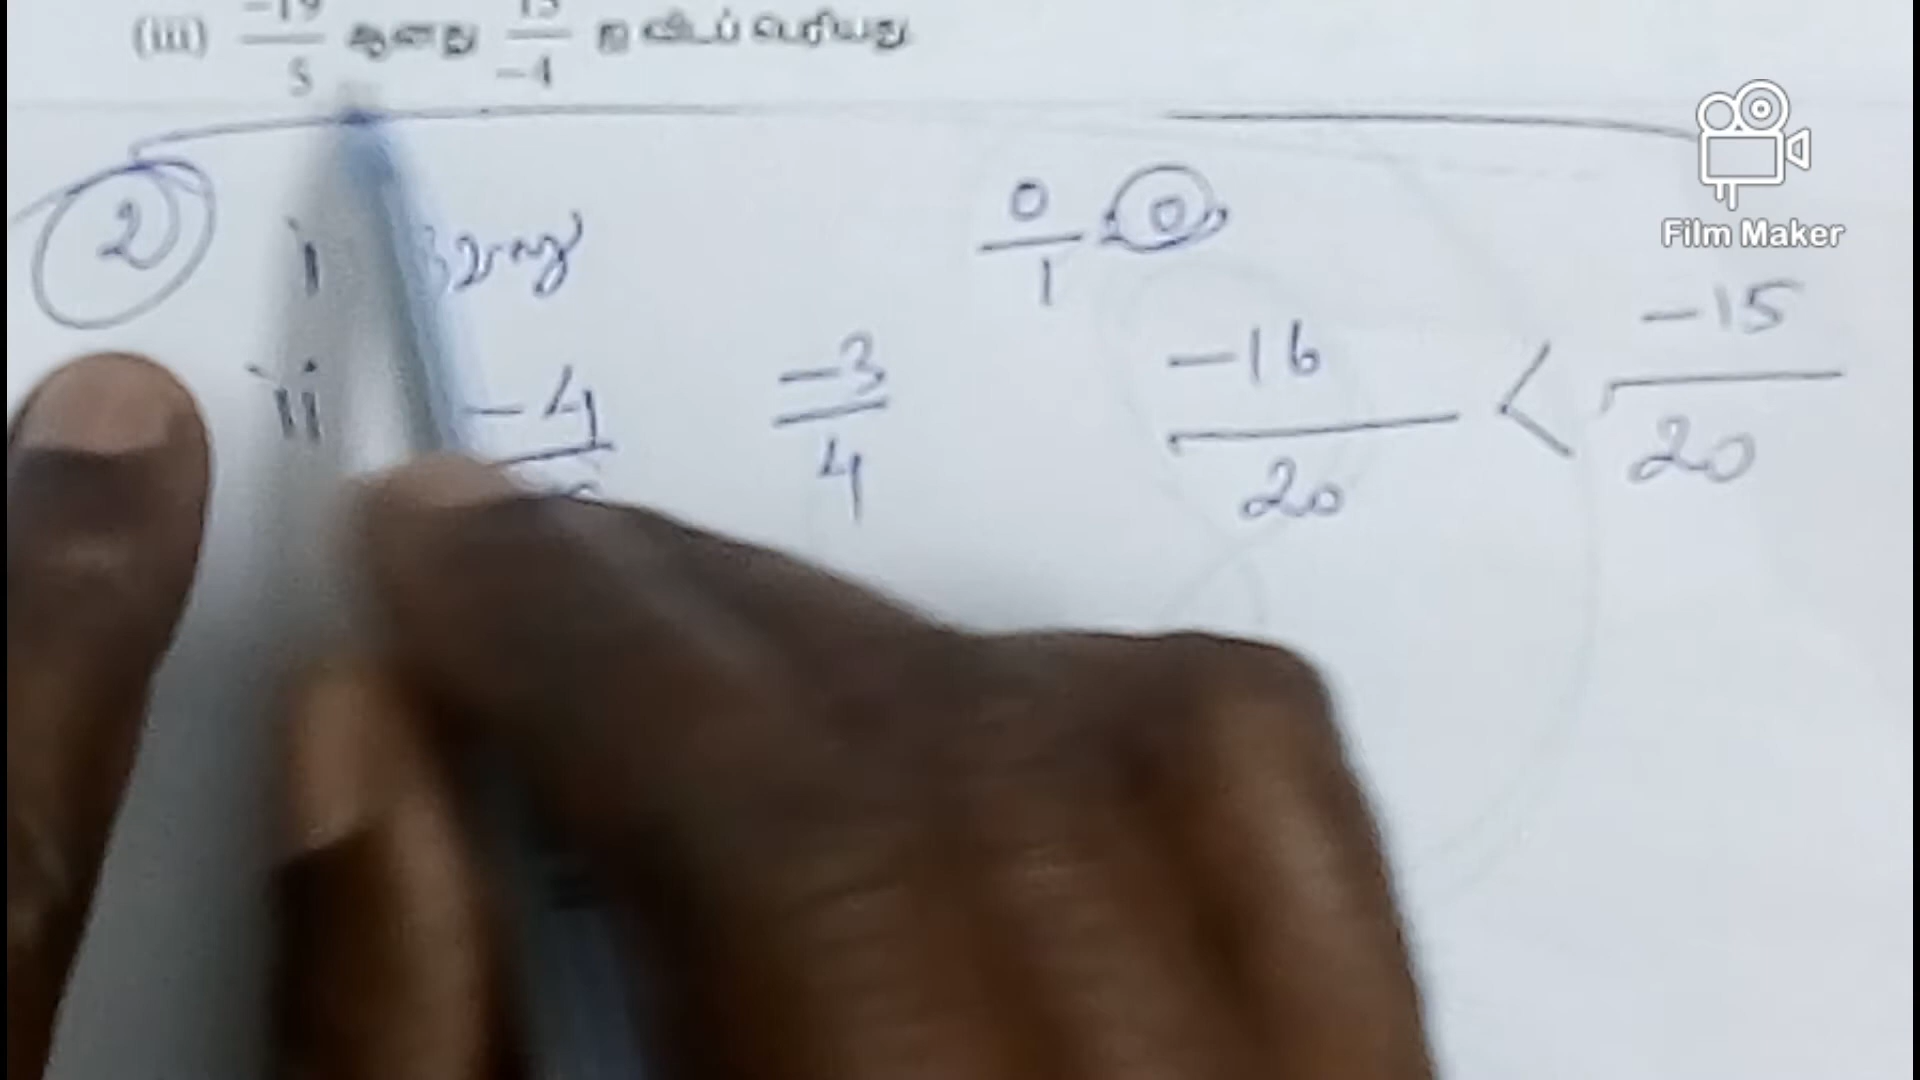 (iii) -19/5 ஆனது 15/-4 ஐ விடப் பெரியது
Film Maker
2 i 0/1 0
ii -4 -3/4 -16/20 < -15/20